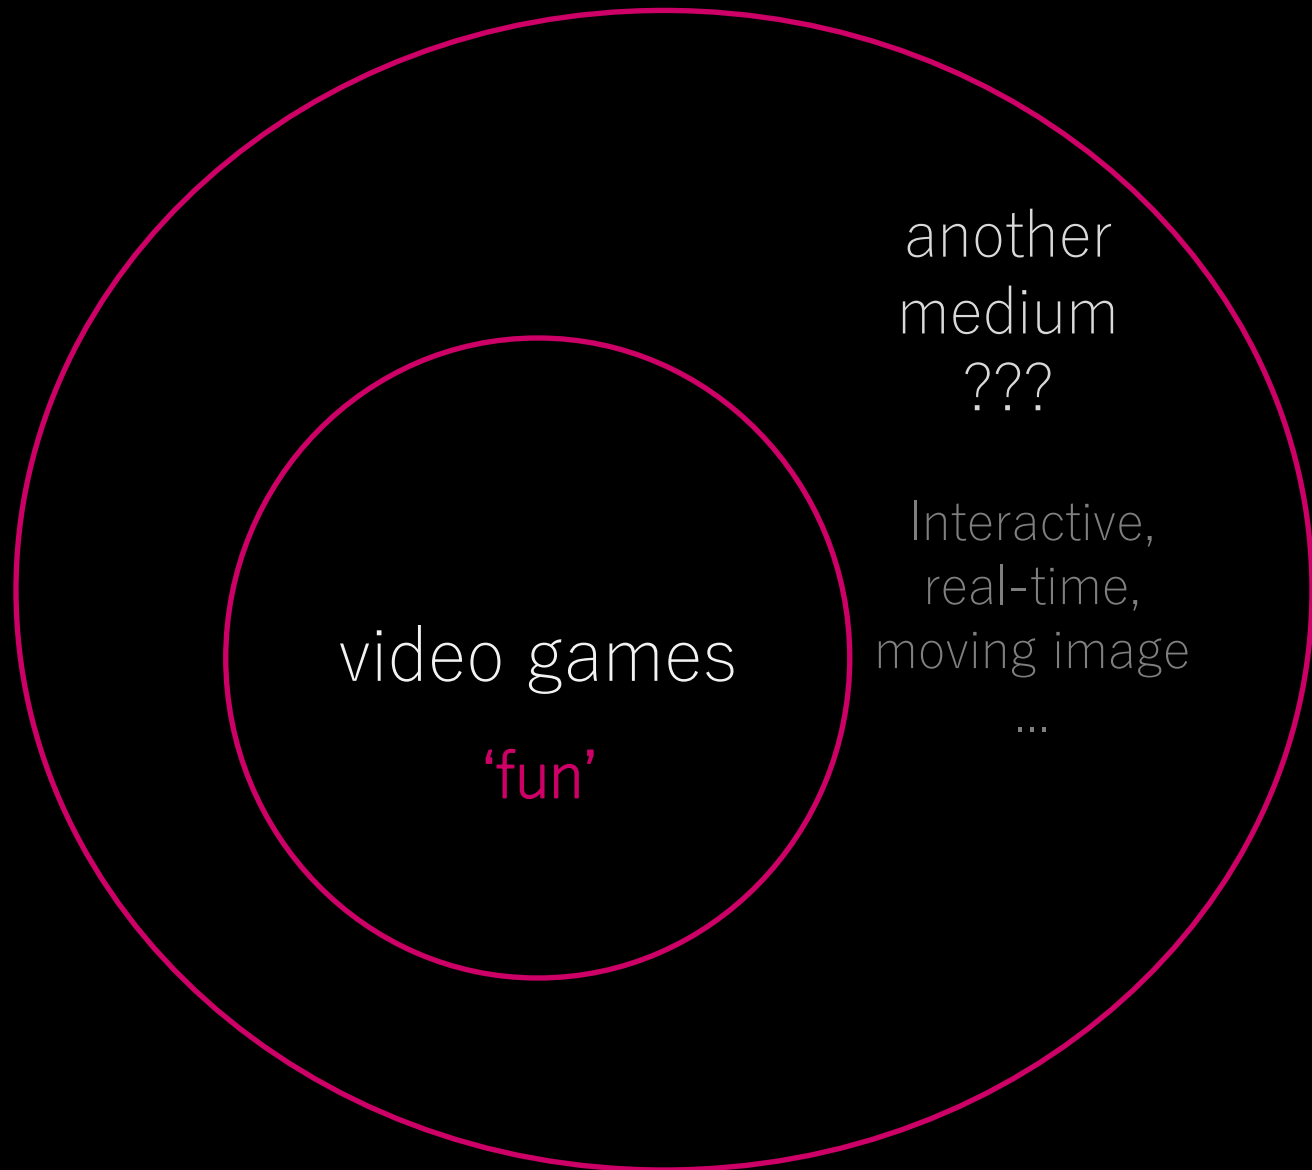 another
medium
???
Interactive,
real-time,
moving image
...
video games
‘fun’